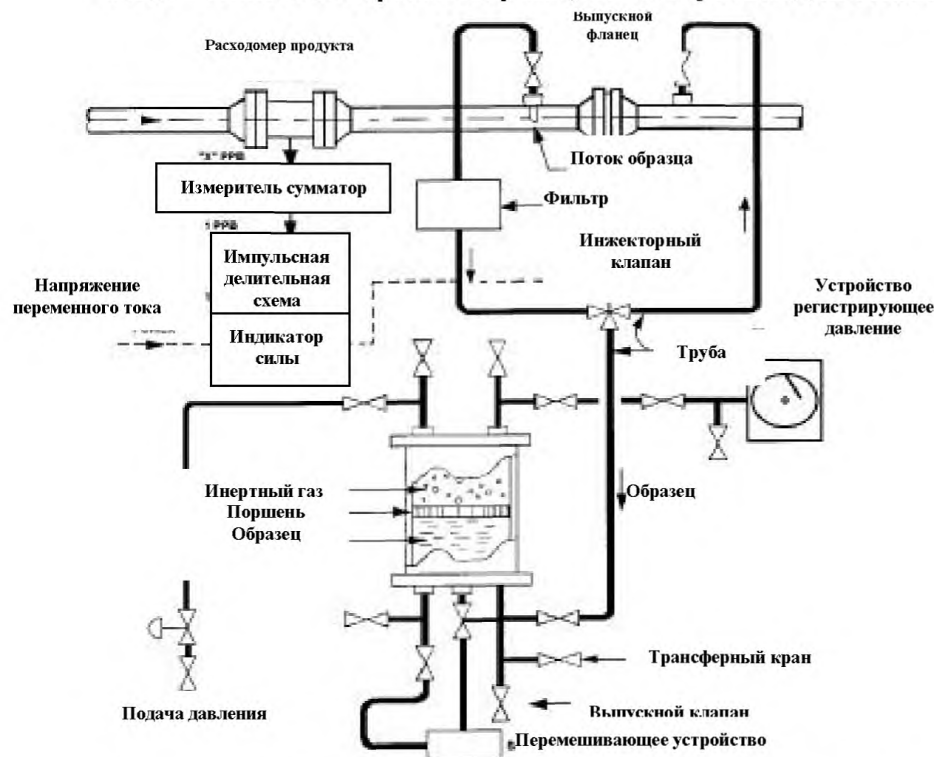 Выпускной
фланец
Расходомер продукта
Поток образца
"X" PPB
Измеритель сумматор
Фильтр
1 PPB
Импульсная
делительная
схема
Инжекторный
клапан
Напряжение
переменного тока
Устройство
регистрирующее
давление
Индикатор
силы
Труба
Инертный газ
Поршень
Образец
Образец
Трансферный кран
Подача давления
Выпускной клапан
Перемешивающее устройство